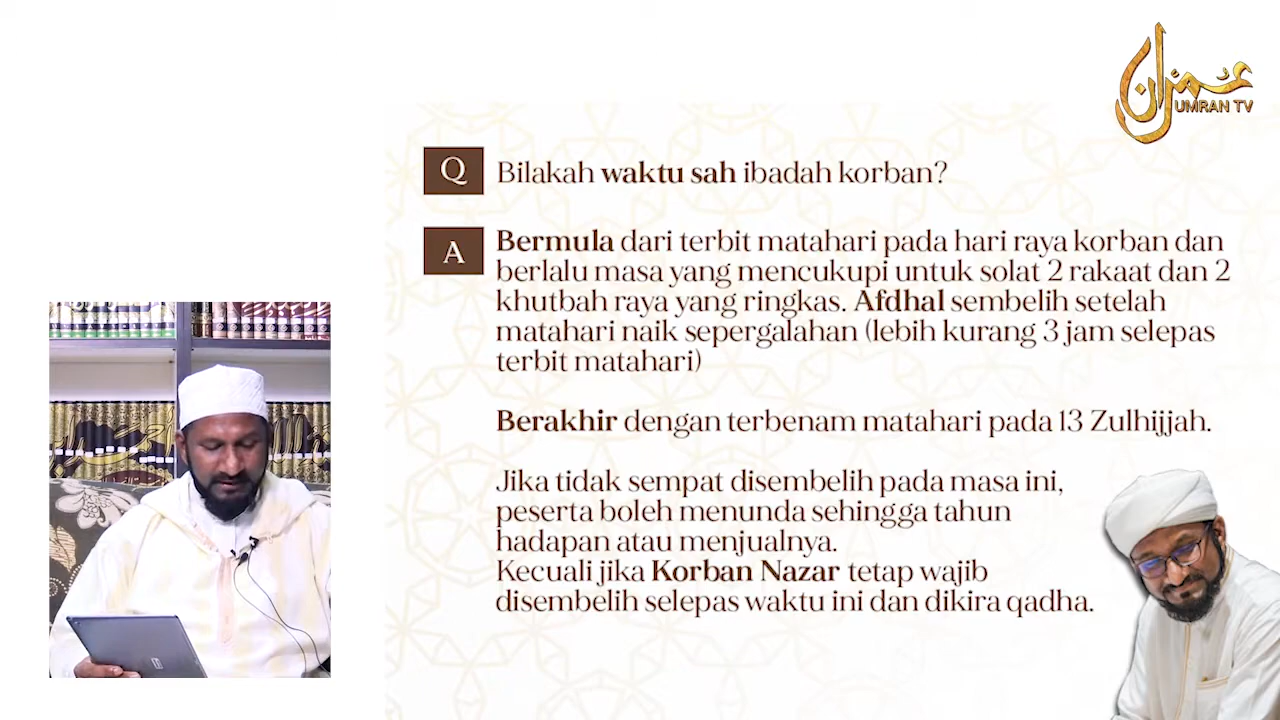 عمران
UMRAN TV
Q
Bilakah waktu sah ibadah korban?
A
Bermula dari terbit matahari pada hari raya korban dan
berlalu masa yang mencukupi untuk solat 2 rakaat dan 2
khutbah raya yang ringkas. Afdhal sembelih setelah
matahari naik sepergalahan (lebih kurang 3 jam selepas
terbit matahari)
Berakhir dengan terbenam matahari pada 13 Zulhijjah.
Jika tidak sempat disembelih pada masa ini,
peserta boleh menunda sehingga tahun
hadapan atau menjualnya.
Kecuali jika Korban Nazar tetap wajib
disembelih selepas waktu ini dan dikira qadha.